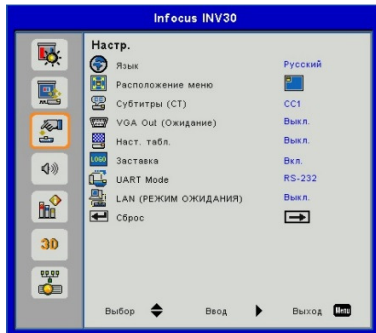 Infocus INV30
Настр.
Язык Русский
Расположение меню
Субтитры (CT) CC1
VGA Out (Ожидание) Выкл.
Наст. табл. Выкл.
LOGO Заставка Вкл.
UART Mode RS-232
LAN (РЕЖИМ ОЖИДАНИЯ) Выкл.
Сброс
3D
Выбор Ввод Выход Menu